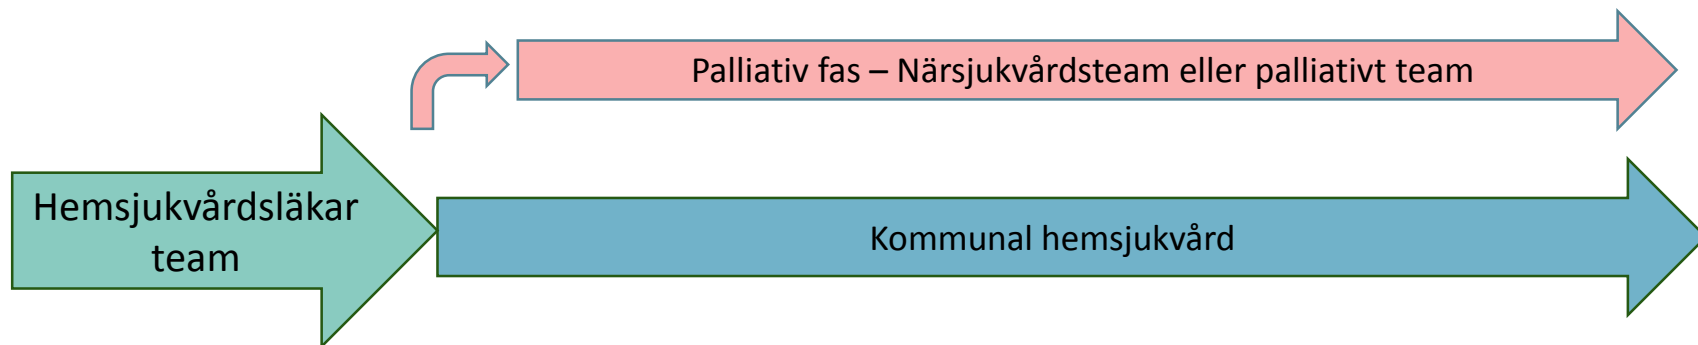 Palliativ fas – Närsjukvårdsteam eller palliativt team
Hemsjukvårdsläkar
team
Kommunal hemsjukvård